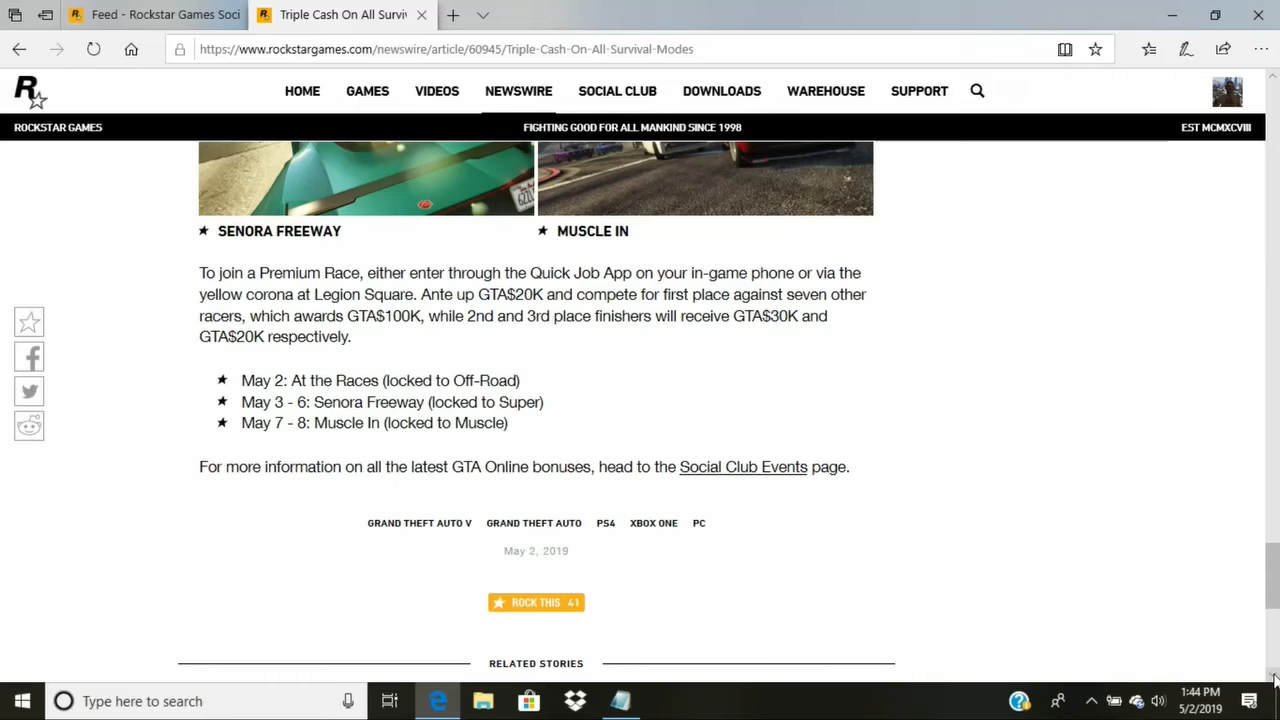 Feed - Rockstar Games Soci
Triple Cash On All Surviv
https://www.rockstargames.com/newswire/article/60945/Triple-Cash-On-All-Survival-Modes
R
HOME GAMES VIDEOS NEWSWIRE SOCIAL CLUB DOWNLOADS WAREHOUSE SUPPORT
ROCKSTAR GAMES FIGHTING GOOD FOR ALL MANKIND SINCE 1998 EST MCMXCVIII
SENORA FREEWAY
MUSCLE IN
To join a Premium Race, either enter through the Quick Job App on your in-game phone or via the
yellow corona at Legion Square. Ante up GTA$20K and compete for first place against seven other
racers, which awards GTA$100K, while 2nd and 3rd place finishers will receive GTA$30K and
GTA$20K respectively.
May 2: At the Races (locked to Off-Road)
May 3 - 6: Senora Freeway (locked to Super)
May 7 - 8: Muscle In (locked to Muscle)
For more information on all the latest GTA Online bonuses, head to the Social Club Events page.
GRAND THEFT AUTO V GRAND THEFT AUTO PS4 XBOX ONE PC
May 2, 2019
ROCK THIS 41
RELATED STORIES
Type here to search
1:44 PM
5/2/2019